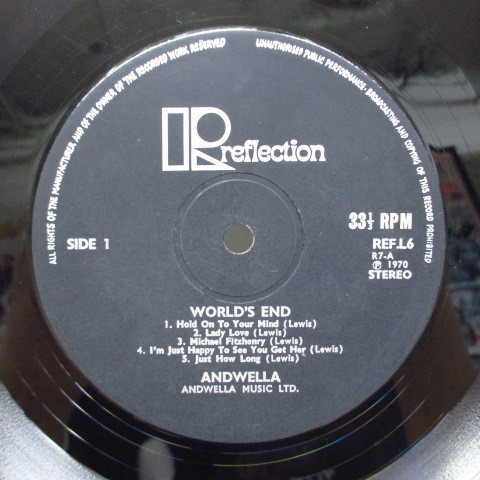 ALL RIGHTS OF THE MANUFACTURER, AND OF THE OWNER OF THE RECORDED WORK, RESERVED
UNAUTHORISED PUBLIC PERFORMANCE, BROADCASTING AND COPYING OF THIS RECORD PROHIBITED
R reflection
33⅓ RPM
SIDE 1
REF.L6
R7-A
℗ 1970
STEREO
WORLD'S END
1. Hold On To Your Mind (Lewis)
2. Lady Love (Lewis)
3. Michael Fitzhenry (Lewis)
4. I'm Just Happy To See You Get Her (Lewis)
5. Just How Long (Lewis)
ANDWELLA
ANDWELLA MUSIC LTD.